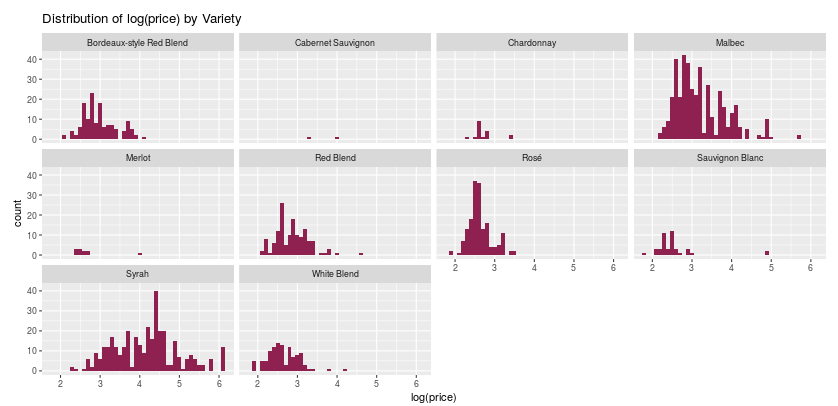 Distribution of log(price) by Variety
Bordeaux-style Red Blend Cabernet Sauvignon Chardonnay Malbec
40
30
20
10
0
Merlot Red Blend Rosé Sauvignon Blanc
40
30
20
10
0
2 3 4 5 6 2 3 4 5 6
Syrah White Blend
40
30
20
10
0
2 3 4 5 6 2 3 4 5 6
count
log(price)